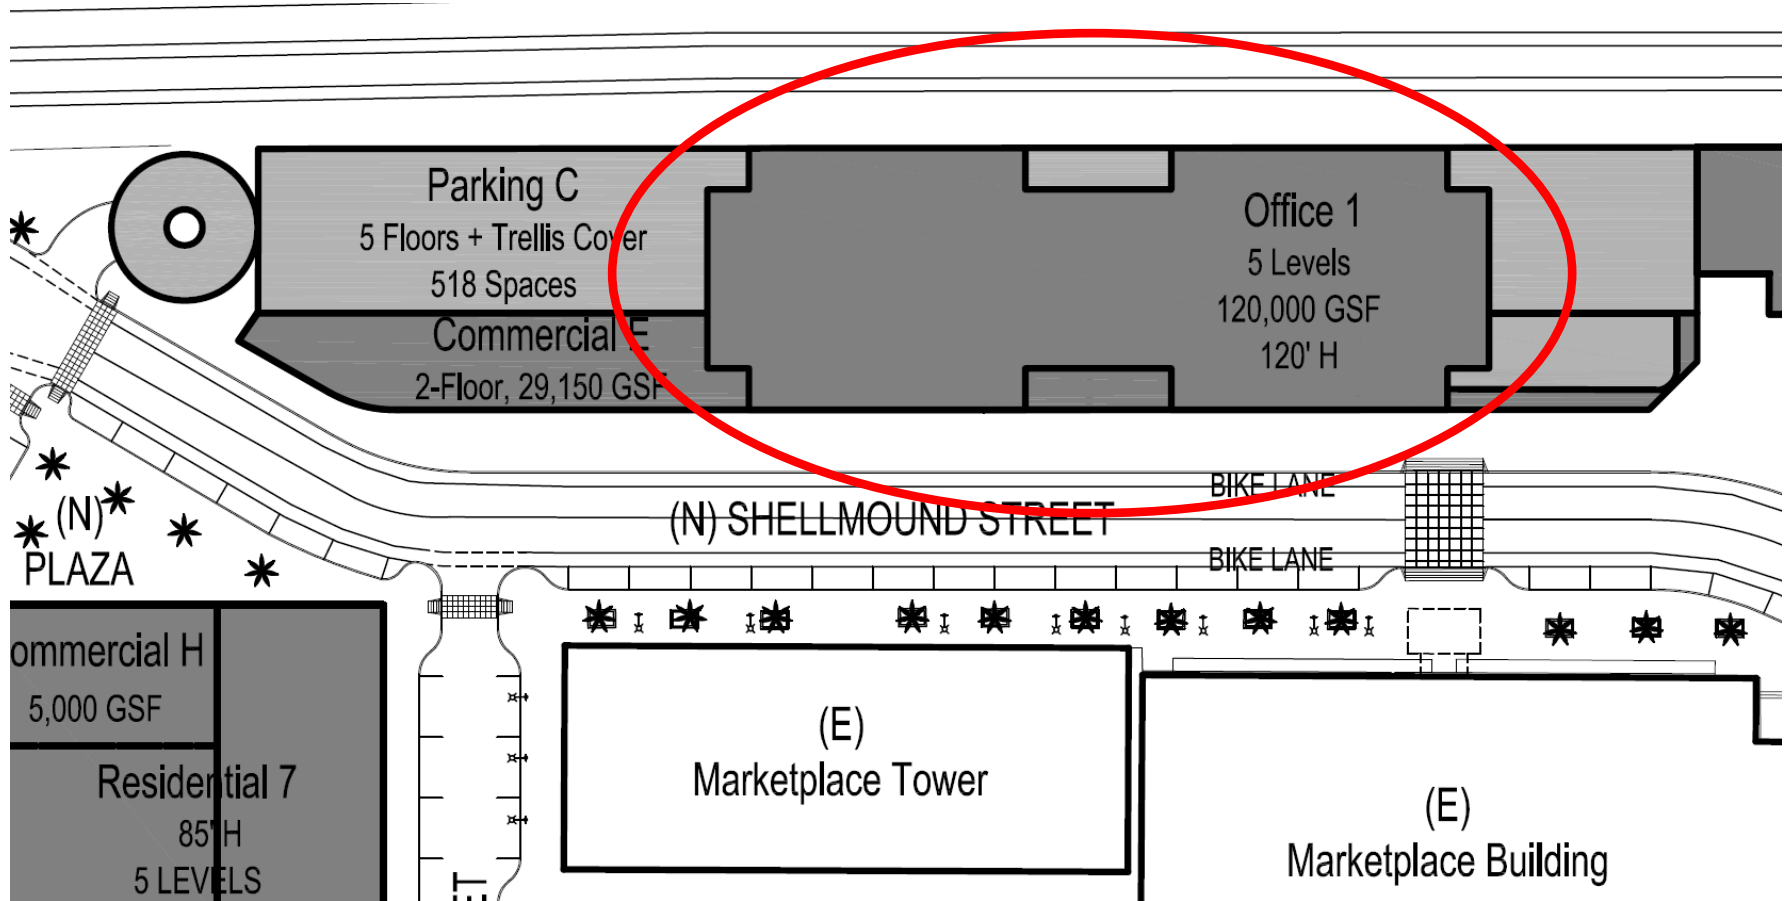 Parking C
5 Floors + Trellis Cover
518 Spaces
Commercial E
2-Floor, 29,150 GSF
Office 1
5 Levels
120,000 GSF
120' H
BIKE LANE
(N) SHELLMOUND STREET
BIKE LANE
(N)
PLAZA
ommercial H
5,000 GSF
Residential 7
85' H
5 LEVELS
ET
(E)
Marketplace Tower
(E)
Marketplace Building